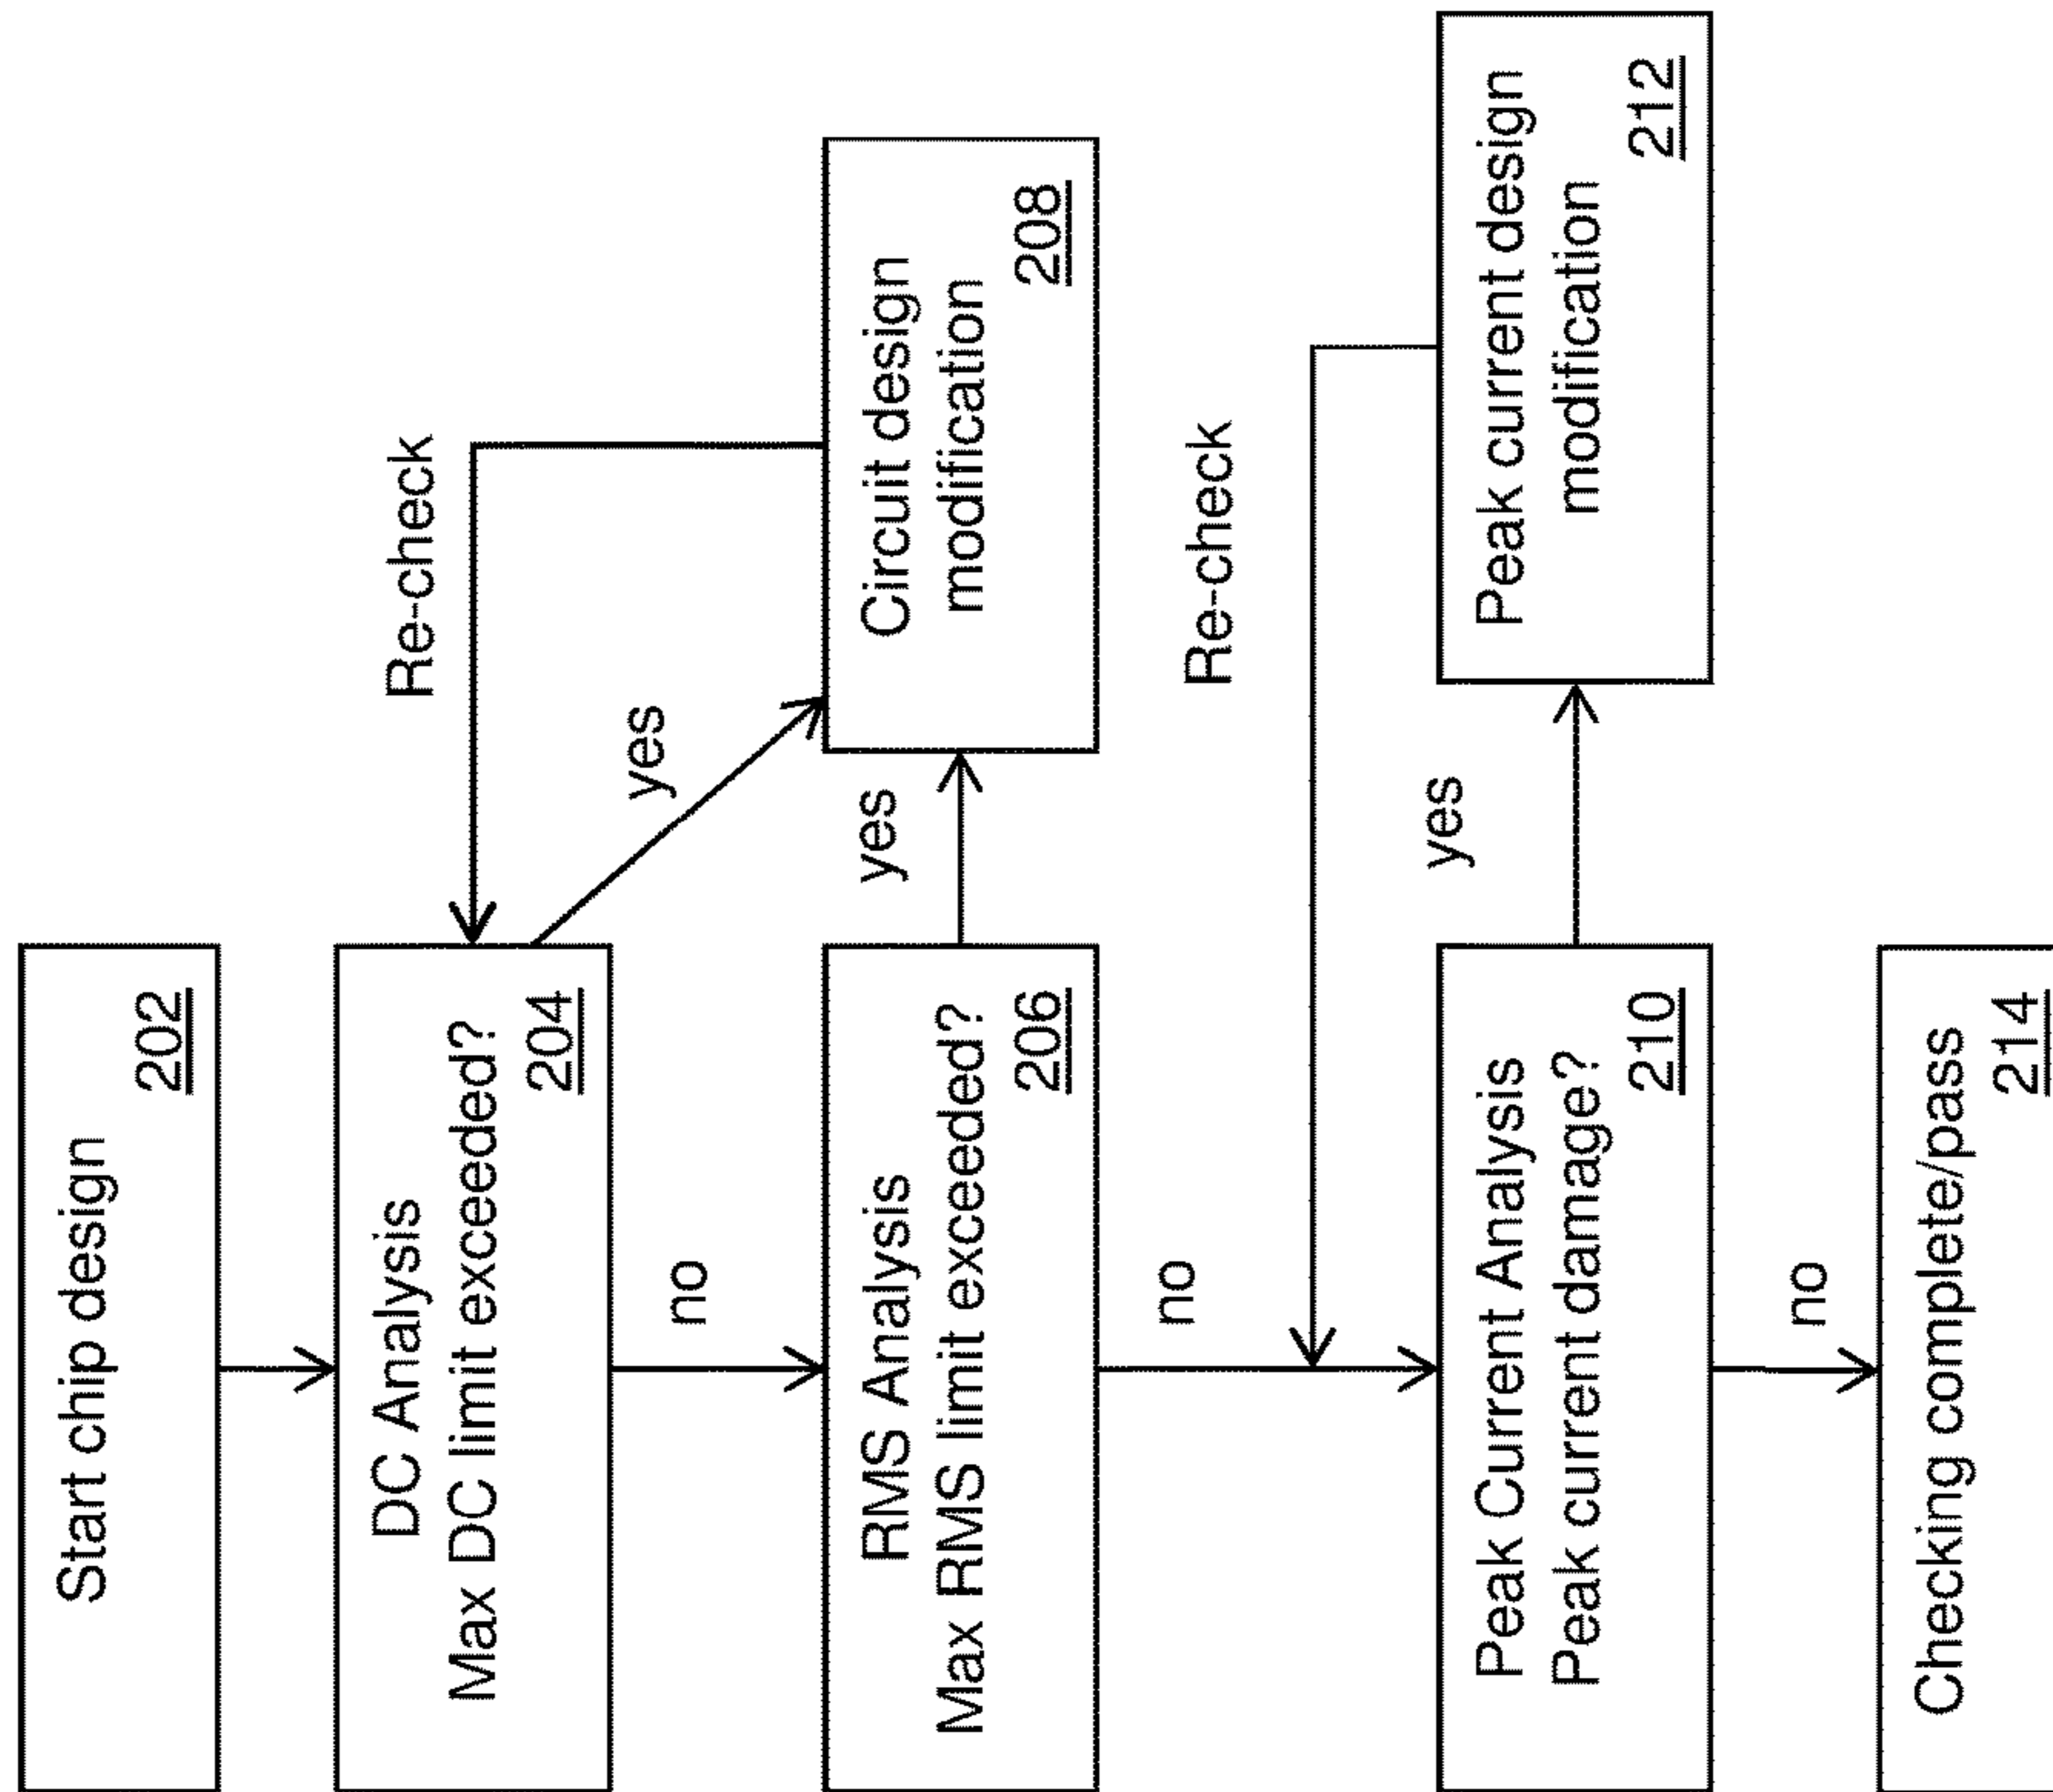 Start chip design
202
DC Analysis
Max DC limit exceeded?
204
Re-check
yes
no
RMS Analysis
Max RMS limit exceeded?
206
yes
Circuit design
modification
208
no
Re-check
Peak Current Analysis
Peak current damage?
210
yes
Peak current design
modification
212
no
Checking complete/pass
214